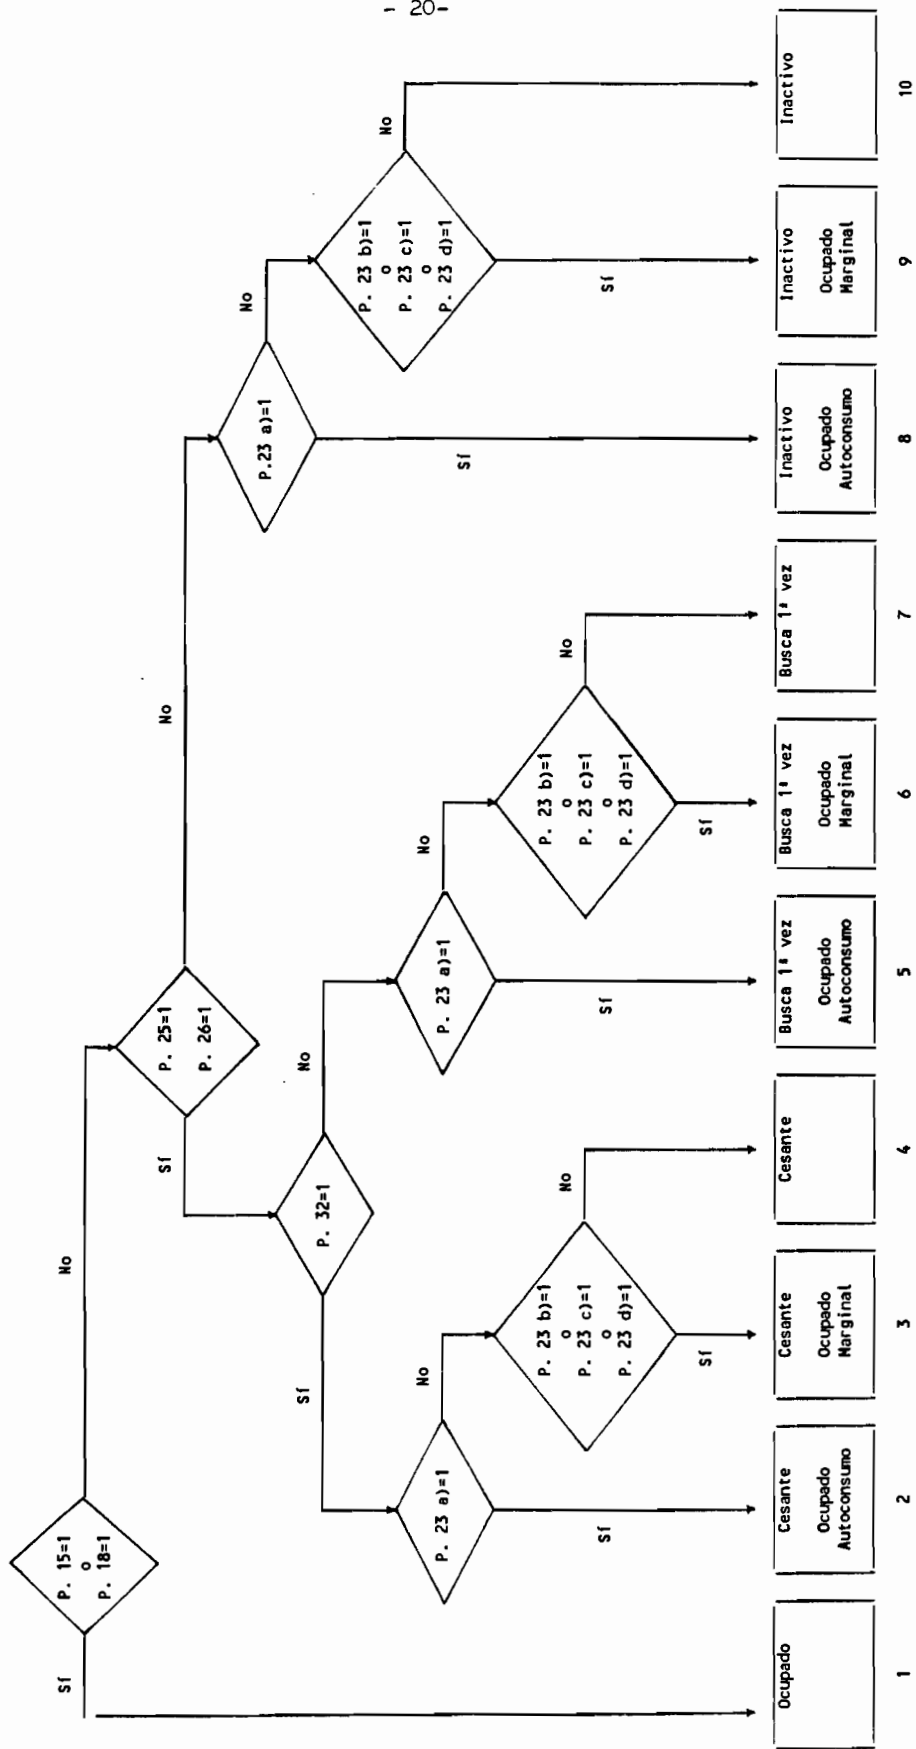 - 20-
P. 15=1
o
P. 18=1
Sí
No
P. 25=1
P. 26=1
Sí
No
P. 32=1
Sí
No
P. 23 a)=1
Sí
No
P. 23 b)=1
o
P. 23 c)=1
o
P. 23 d)=1
Sí
No
P. 23 a)=1
Sí
No
P. 23 b)=1
o
P. 23 c)=1
o
P. 23 d)=1
Sí
No
P.23 a)=1
Sí
No
P. 23 b)=1
o
P. 23 c)=1
o
P. 23 d)=1
Sí
No
Ocupado
1
Cesante
Ocupado
Autoconsumo
2
Cesante
Ocupado
Marginal
3
Cesante
4
Busca 1ª vez
Ocupado
Autoconsumo
5
Busca 1ª vez
Ocupado
Marginal
6
Busca 1ª vez
7
Inactivo
Ocupado
Autoconsumo
8
Inactivo
Ocupado
Marginal
9
Inactivo
10